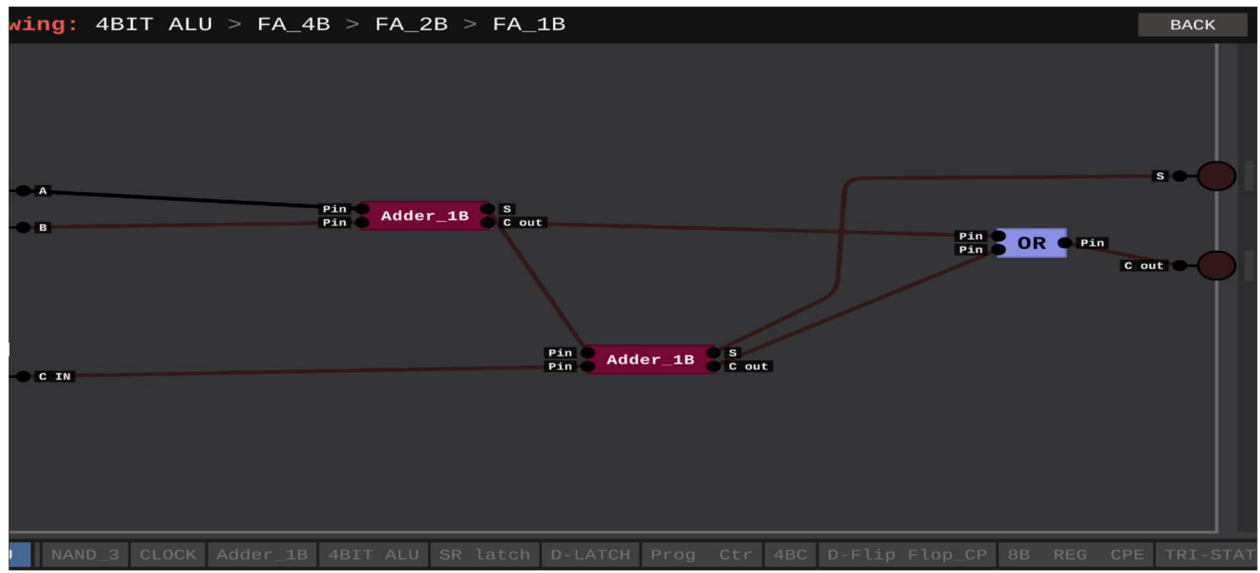 wing: 4BIT ALU > FA_4B > FA_2B > FA_1B
BACK
A
B
Pin
Pin
Adder_1B
S
C out
S
Pin
Pin
OR
Pin
C out
Pin
Pin
Adder_1B
S
C out
C IN
NAND_3 CLOCK Adder_1B 4BIT ALU SR latch D-LATCH Prog Ctr 4BC D-Flip Flop_CP 8B REG CPE TRI-STAT